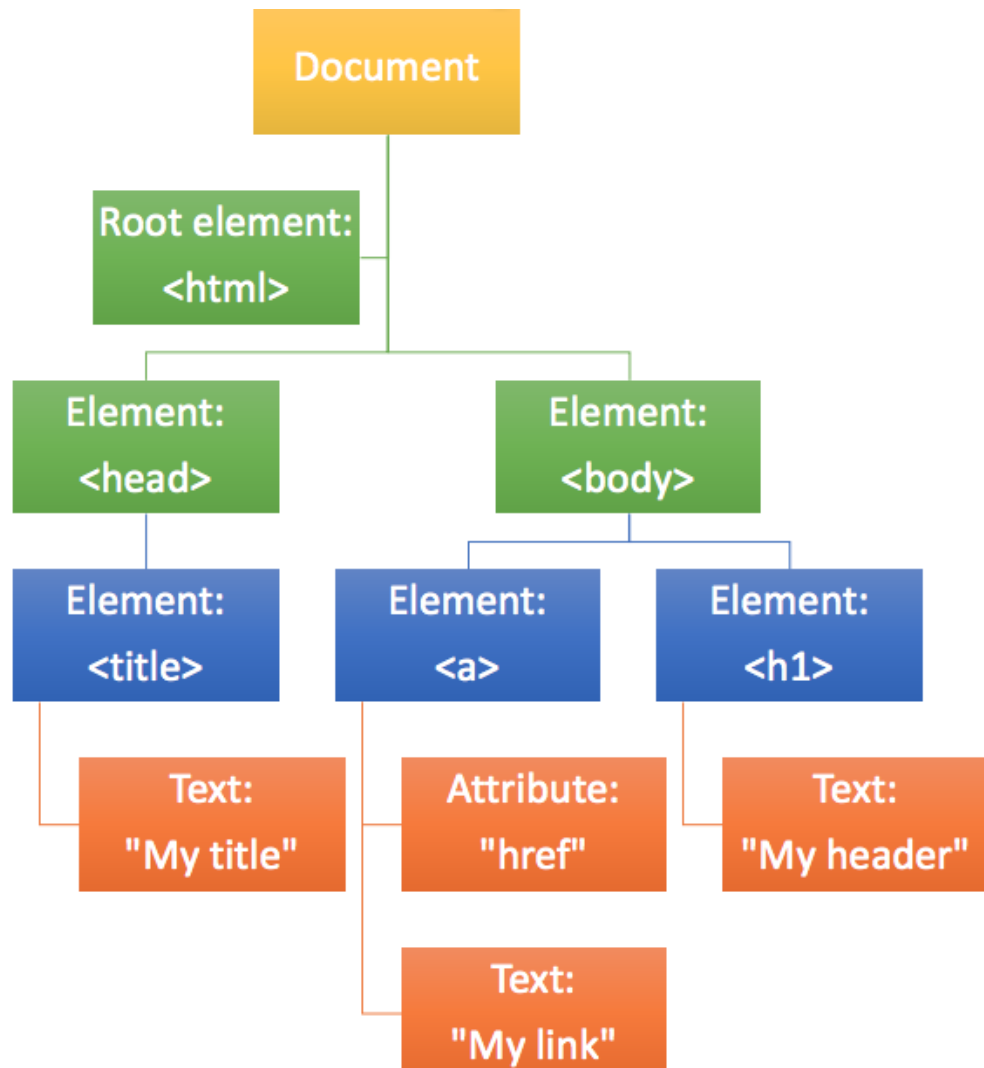 Document
Root element:
<html>
Element:
<head>
Element:
<body>
Element:
<title>
Element:
<a>
Element:
<h1>
Text:
"My title"
Attribute:
"href"
Text:
"My header"
Text:
"My link"